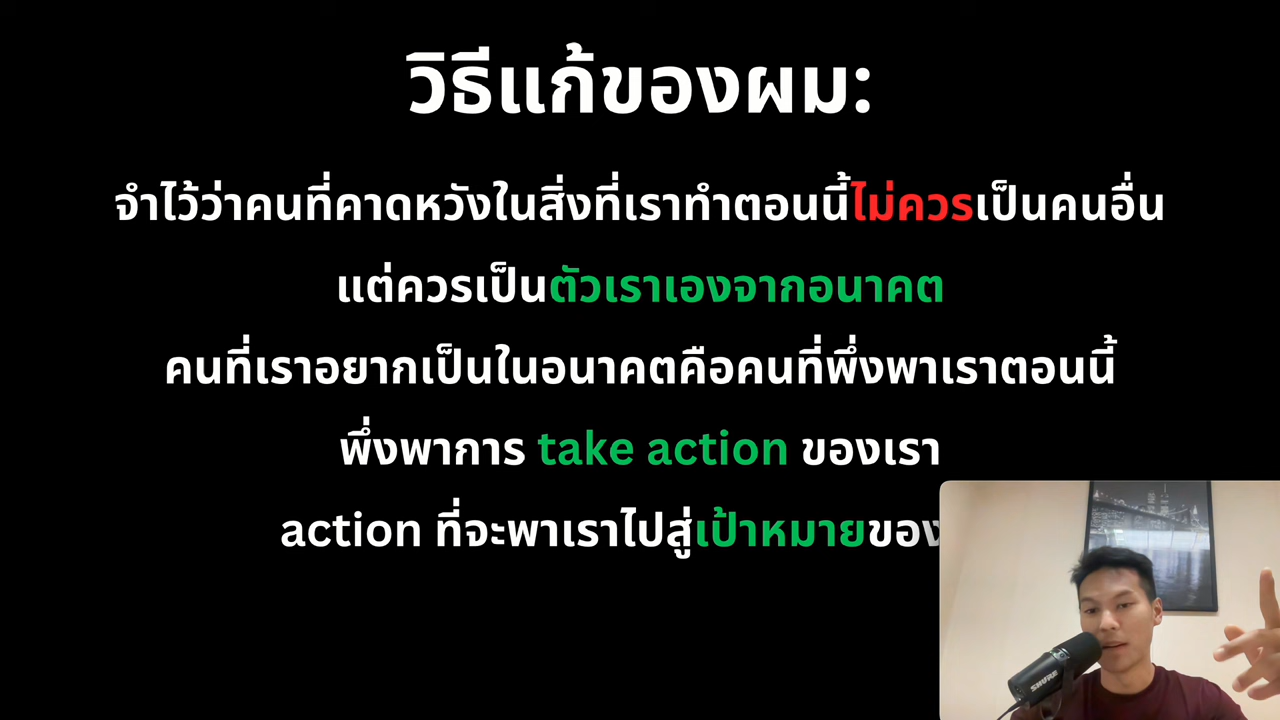 วิธีแก้ของผม:
จำไว้ว่าคนที่คาดหวังในสิ่งที่เราทำตอนนี้ไม่ควรเป็นคนอื่น
แต่ควรเป็นตัวเราเองจากอนาคต
คนที่เราอยากเป็นในอนาคตคือคนที่พึ่งพาเราตอนนี้
พึ่งพาการ take action ของเรา
action ที่จะพาเราไปสู่เป้าหมายของ
SHURE